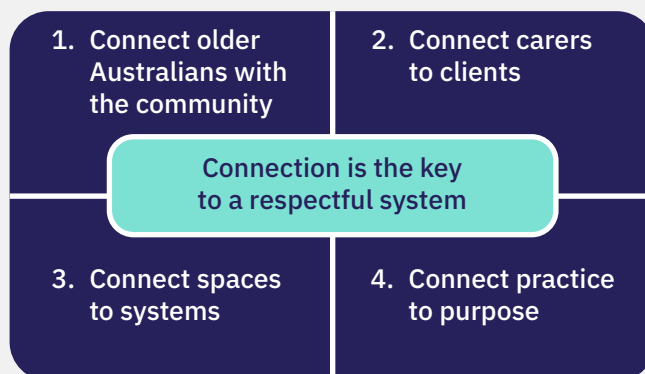 1. Connect older
Australians with
the community
2. Connect carers
to clients
Connection is the key
to a respectful system
3. Connect spaces
to systems
4. Connect practice
to purpose